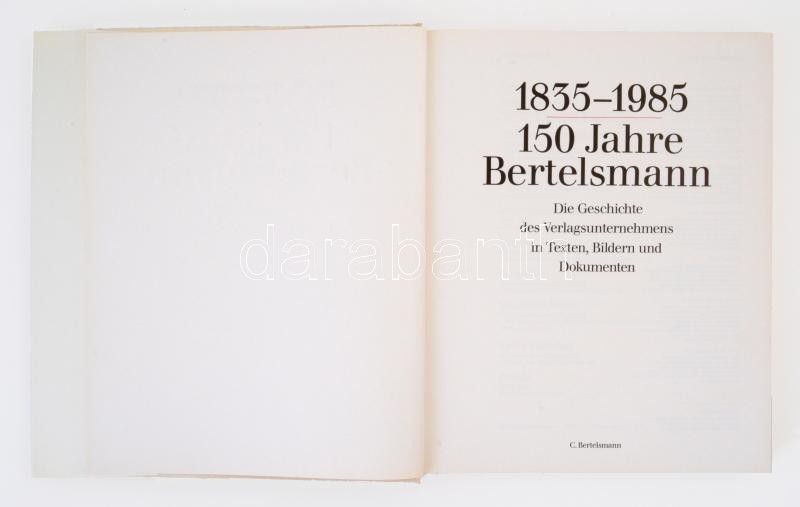 1835–1985
150 Jahre
Bertelsmann
Die Geschichte
des Verlagsunternehmens
in Texten, Bildern und
Dokumenten
darabanth
C. Bertelsmann